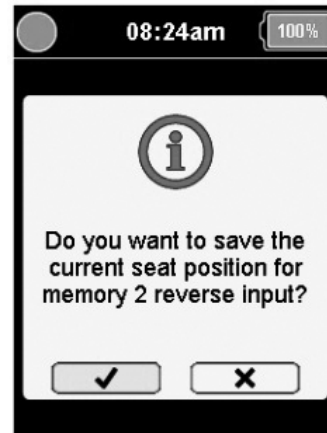 08:24am 100%
Do you want to save the
current seat position for
memory 2 reverse input?